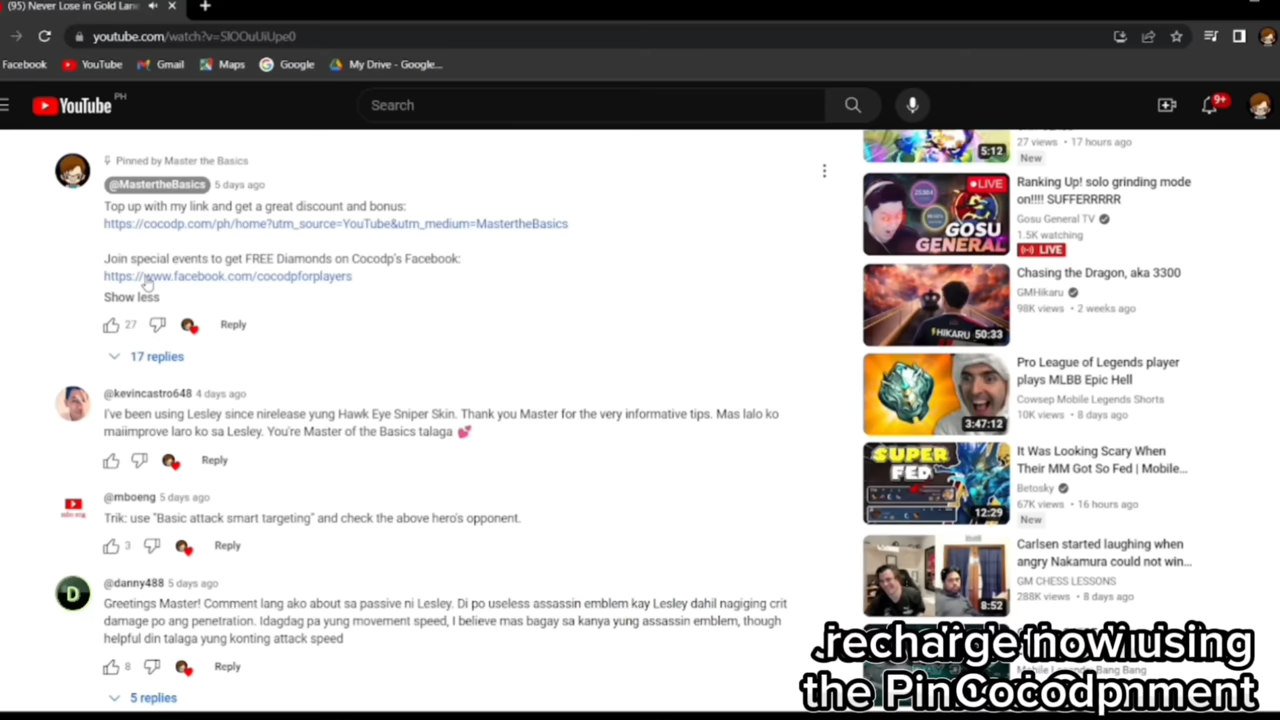 (95) Never Lose in Gold Lane
youtube.com/watch?v=SlOOuUiUpe0
Facebook
YouTube
Gmail
Maps
Google
My Drive - Google...
YouTube PH
Search
9+
Pinned by Master the Basics
@MastertheBasics 5 days ago
Top up with my link and get a great discount and bonus:
https://cocodp.com/ph/home?utm_source=YouTube&utm_medium=MastertheBasics
Join special events to get FREE Diamonds on Cocodp's Facebook:
https://www.facebook.com/cocodpforplayers
Show less
27
Reply
17 replies
@kevincastro648 4 days ago
I've been using Lesley since nirelease yung Hawk Eye Sniper Skin. Thank you Master for the very informative tips. Mas lalo ko
maiimprove laro ko sa Lesley. You're Master of the Basics talaga 💕
Reply
@mboeng 5 days ago
Trik: use "Basic attack smart targeting" and check the above hero's opponent.
3
Reply
D
@danny488 5 days ago
Greetings Master! Comment lang ako about sa passive ni Lesley. Di po useless assassin emblem kay Lesley dahil nagiging crit
damage po ang penetration. Idagdag pa yung movement speed, I believe mas bagay sa kanya yung assassin emblem, though
helpful din talaga yung konting attack speed
8
Reply
5 replies
5:12
27 views • 17 hours ago
New
LIVE
GOSU
GENERAL
Ranking Up! solo grinding mode
on!!!! SUFFERRRRR
Gosu General TV
1.5K watching
LIVE
HIKARU
50:33
Chasing the Dragon, aka 3300
GMHikaru
98K views • 2 weeks ago
3:47:12
Pro League of Legends player
plays MLBB Epic Hell
Cowsep Mobile Legends Shorts
10K views • 8 days ago
SUPER
FED
12:29
It Was Looking Scary When
Their MM Got So Fed | Mobile...
Betosky
67K views • 16 hours ago
New
8:52
Carlsen started laughing when
angry Nakamura could not win...
GM CHESS LESSONS
288K views • 8 days ago
Mobile Legends: Bang Bang
recharge now using
the Pin